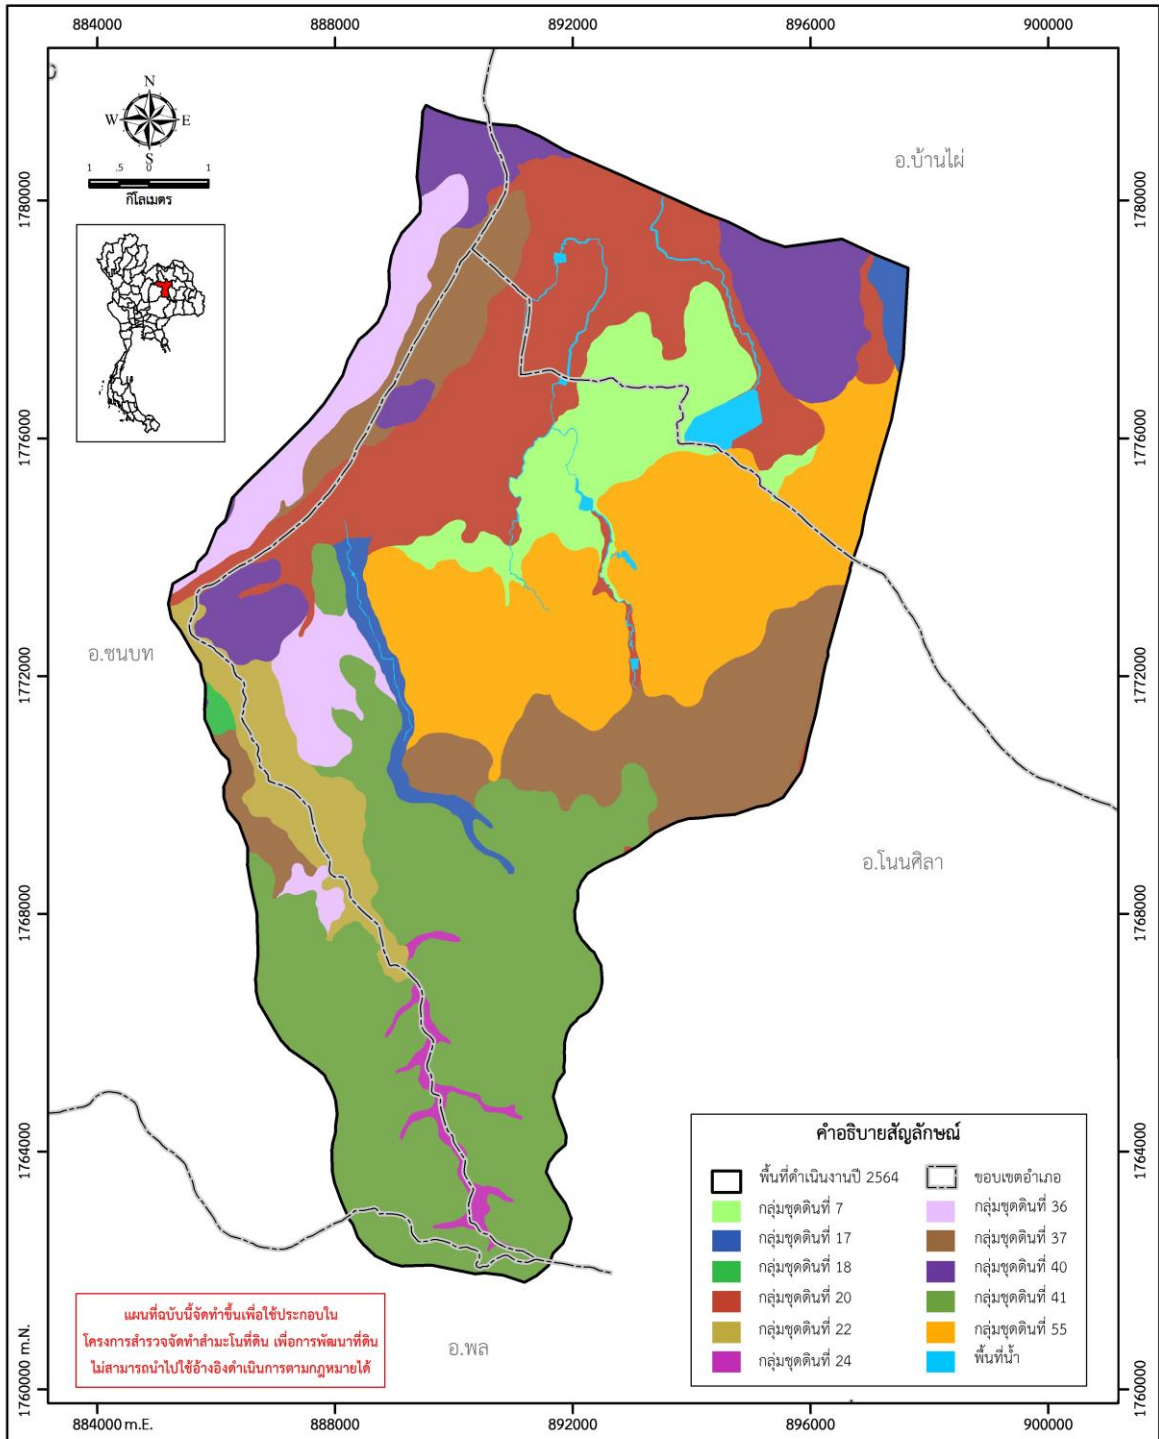 884000
888000
892000
896000
900000
N
W
E
S
1
.5
0
1
กิโลเมตร
อ.บ้านไผ่
1780000
1780000
1776000
1776000
1772000
1772000
อ.ชนบท
อ.โนนศิลา
1768000
1768000
1764000
1764000
คำอธิบายสัญลักษณ์
พื้นที่ดำเนินงานปี 2564
ขอบเขตอำเภอ
กลุ่มชุดดินที่ 7
กลุ่มชุดดินที่ 36
กลุ่มชุดดินที่ 17
กลุ่มชุดดินที่ 37
กลุ่มชุดดินที่ 18
กลุ่มชุดดินที่ 40
กลุ่มชุดดินที่ 20
กลุ่มชุดดินที่ 41
กลุ่มชุดดินที่ 22
กลุ่มชุดดินที่ 55
กลุ่มชุดดินที่ 24
พื้นที่น้ำ
แผนที่ฉบับนี้จัดทำขึ้นเพื่อใช้ประกอบใน
โครงการสำรวจจัดทำสำมะโนที่ดิน เพื่อการพัฒนาที่ดิน
ไม่สามารถนำไปใช้อ้างอิงดำเนินการตามกฎหมายได้
อ.พล
1760000 m.N.
1760000
884000 m.E.
888000
892000
896000
900000